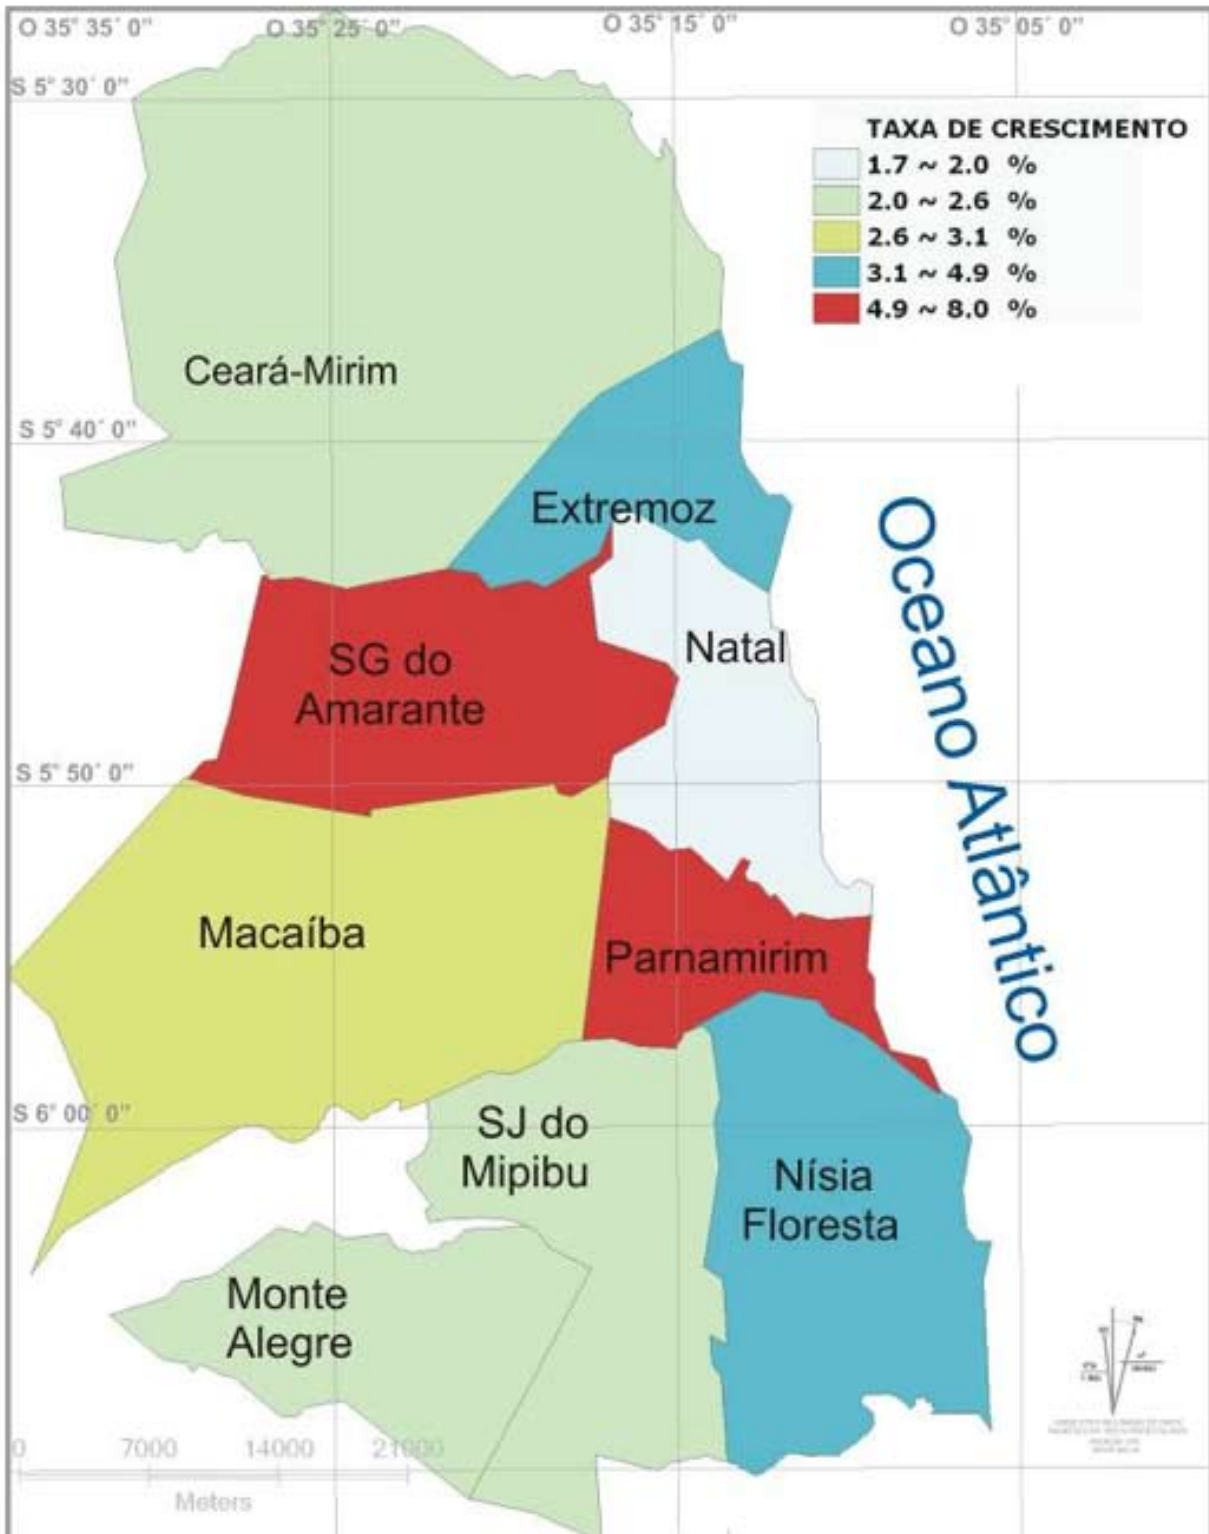 O 35° 35´ 0"
O 35° 25´ 0"
O 35° 15´ 0"
O 35° 05´ 0"
S 5° 30´ 0"
TAXA DE CRESCIMENTO
1.7 ~ 2.0 %
2.0 ~ 2.6 %
2.6 ~ 3.1 %
3.1 ~ 4.9 %
4.9 ~ 8.0 %
Ceará-Mirim
S 5° 40´ 0"
Extremoz
Oceano Atlântico
Natal
SG do
Amarante
S 5° 50´ 0"
Macaíba
Parnamirim
S 6° 00´ 0"
SJ do
Mipibu
Nísia
Floresta
Monte
Alegre
0 7000 14000 21000
Meters